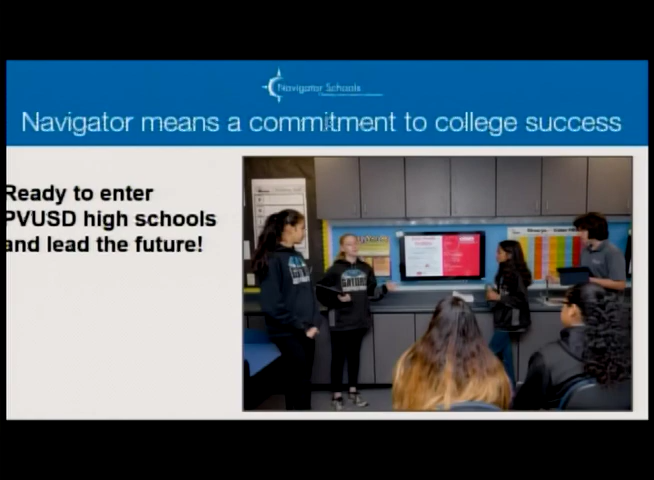 Navigator Schools
Navigator means a commitment to college success
Ready to enter
PVUSD high schools
and lead the future!